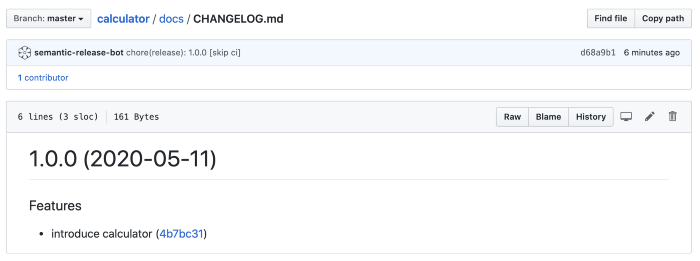 Branch: master calculator / docs / CHANGELOG.md Find file Copy path
semantic-release-bot chore(release): 1.0.0 [skip ci] d68a9b1 6 minutes ago
1 contributor
6 lines (3 sloc) 161 Bytes Raw Blame History
1.0.0 (2020-05-11)
Features
• introduce calculator (4b7bc31)